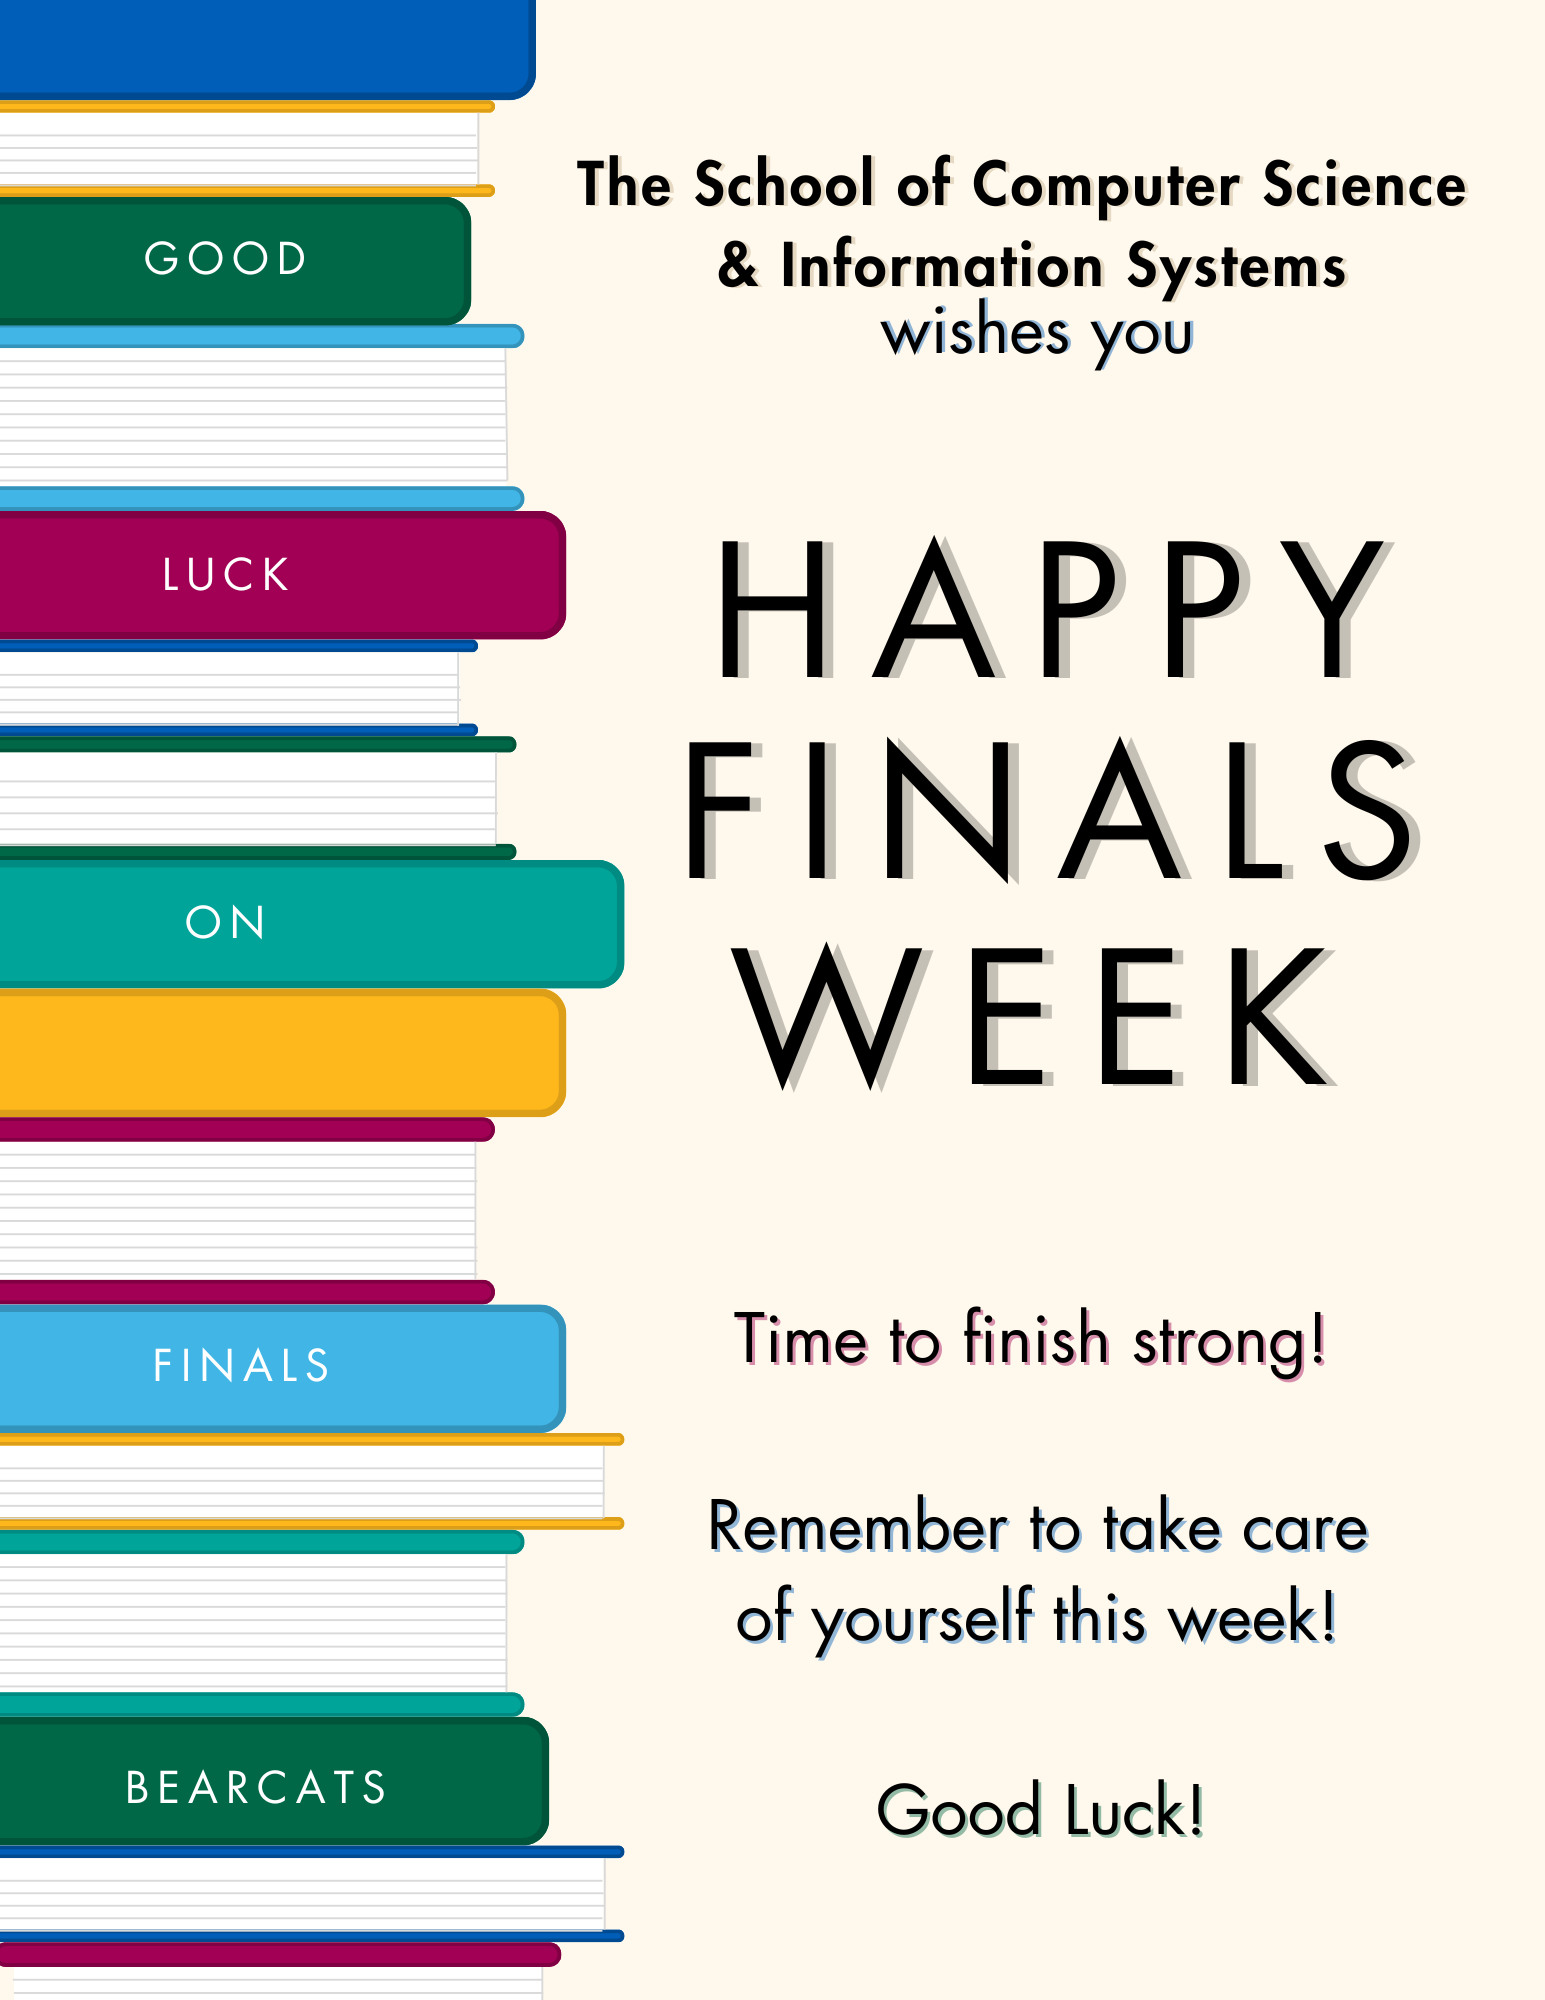 The School of Computer Science
& Information Systems
wishes you
HAPPY
FINALS
WEEK
Time to finish strong!
Remember to take care
of yourself this week!
Good Luck!
GOOD
LUCK
ON
FINALS
BEARCATS